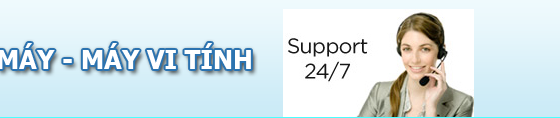 MÁY - MÁY VI TÍNH
Support
24/7